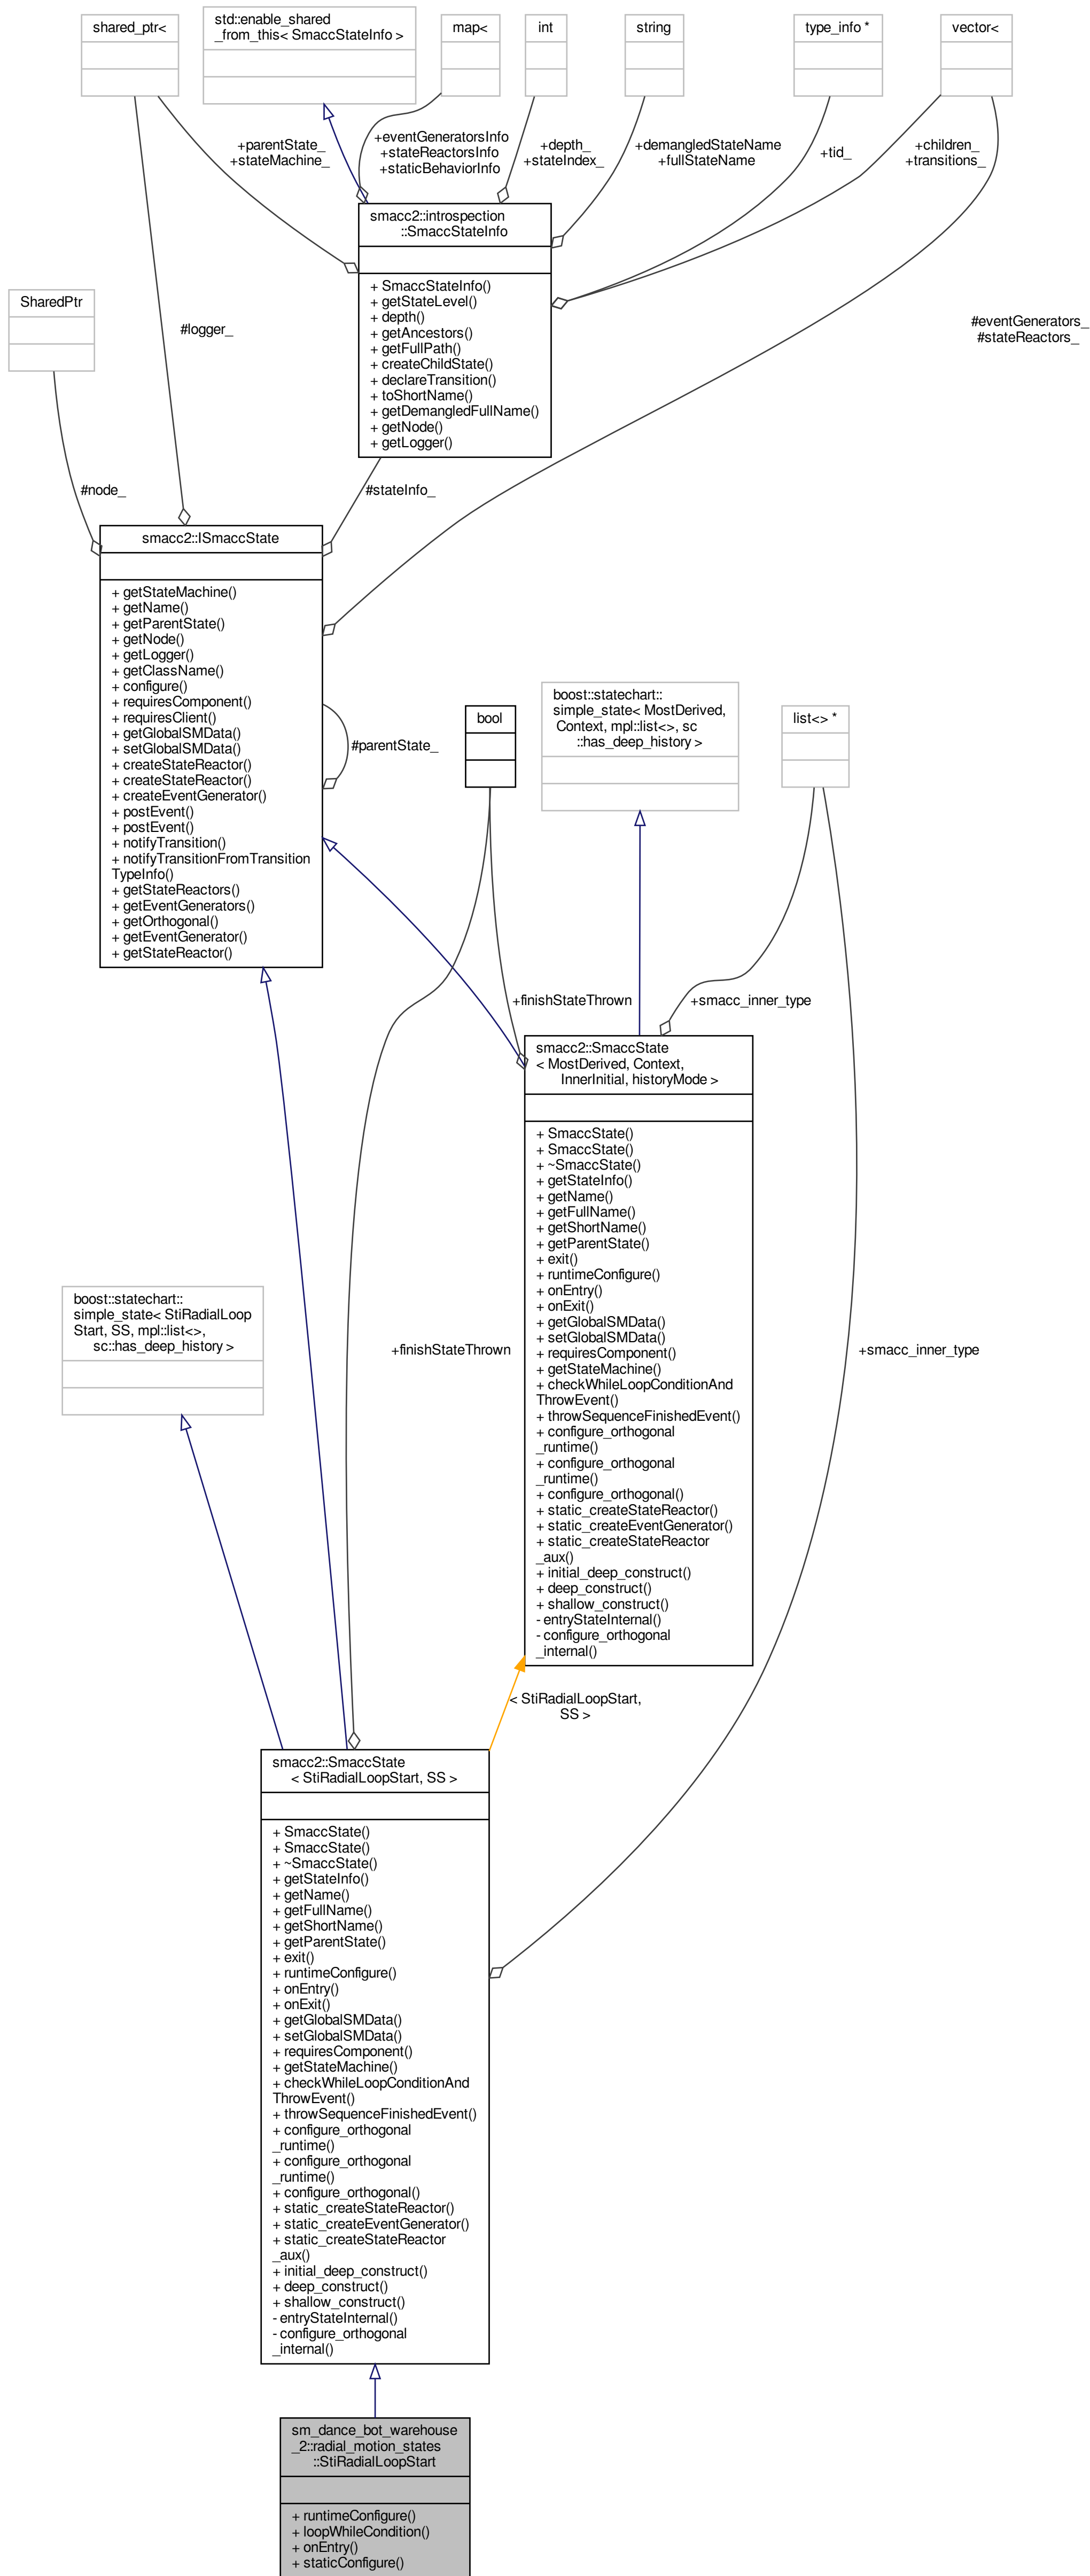 shared_ptr<
std::enable_shared
_from_this< SmaccStateInfo >
map<
int
string
type_info *
vector<
+parentState_
+stateMachine_
+eventGeneratorsInfo
+stateReactorsInfo
+staticBehaviorInfo
+depth_
+stateIndex_
+demangledStateName
+fullStateName
+tid_
+children_
+transitions_
smacc2::introspection
::SmaccStateInfo
+ SmaccStateInfo()
+ getStateLevel()
+ depth()
+ getAncestors()
+ getFullPath()
+ createChildState()
+ declareTransition()
+ toShortName()
+ getDemangledFullName()
+ getNode()
+ getLogger()
SharedPtr
#logger_
#eventGenerators_
#stateReactors_
#node_
#stateInfo_
smacc2::ISmaccState
+ getStateMachine()
+ getName()
+ getParentState()
+ getNode()
+ getLogger()
+ getClassName()
+ configure()
+ requiresComponent()
+ requiresClient()
+ getGlobalSMData()
+ setGlobalSMData()
+ createStateReactor()
+ createStateReactor()
+ createEventGenerator()
+ postEvent()
+ postEvent()
+ notifyTransition()
+ notifyTransitionFromTransition
TypeInfo()
+ getStateReactors()
+ getEventGenerators()
+ getOrthogonal()
+ getEventGenerator()
+ getStateReactor()
#parentState_
bool
boost::statechart::
simple_state< MostDerived,
Context, mpl::list<>, sc
::has_deep_history >
list<> *
+finishStateThrown
+smacc_inner_type
smacc2::SmaccState
< MostDerived, Context,
InnerInitial, historyMode >
+ SmaccState()
+ SmaccState()
+ ~SmaccState()
+ getStateInfo()
+ getName()
+ getFullName()
+ getShortName()
+ getParentState()
+ exit()
+ runtimeConfigure()
+ onEntry()
+ onExit()
+ getGlobalSMData()
+ setGlobalSMData()
+ requiresComponent()
+ getStateMachine()
+ checkWhileLoopConditionAnd
ThrowEvent()
+ throwSequenceFinishedEvent()
+ configure_orthogonal
_runtime()
+ configure_orthogonal
_runtime()
+ configure_orthogonal()
+ static_createStateReactor()
+ static_createEventGenerator()
+ static_createStateReactor
_aux()
+ initial_deep_construct()
+ deep_construct()
+ shallow_construct()
- entryStateInternal()
- configure_orthogonal
_internal()
boost::statechart::
simple_state< StiRadialLoop
Start, SS, mpl::list<>,
sc::has_deep_history >
+finishStateThrown
+smacc_inner_type
< StiRadialLoopStart,
SS >
smacc2::SmaccState
< StiRadialLoopStart, SS >
+ SmaccState()
+ SmaccState()
+ ~SmaccState()
+ getStateInfo()
+ getName()
+ getFullName()
+ getShortName()
+ getParentState()
+ exit()
+ runtimeConfigure()
+ onEntry()
+ onExit()
+ getGlobalSMData()
+ setGlobalSMData()
+ requiresComponent()
+ getStateMachine()
+ checkWhileLoopConditionAnd
ThrowEvent()
+ throwSequenceFinishedEvent()
+ configure_orthogonal
_runtime()
+ configure_orthogonal
_runtime()
+ configure_orthogonal()
+ static_createStateReactor()
+ static_createEventGenerator()
+ static_createStateReactor
_aux()
+ initial_deep_construct()
+ deep_construct()
+ shallow_construct()
- entryStateInternal()
- configure_orthogonal
_internal()
sm_dance_bot_warehouse
_2::radial_motion_states
::StiRadialLoopStart
+ runtimeConfigure()
+ loopWhileCondition()
+ onEntry()
+ staticConfigure()